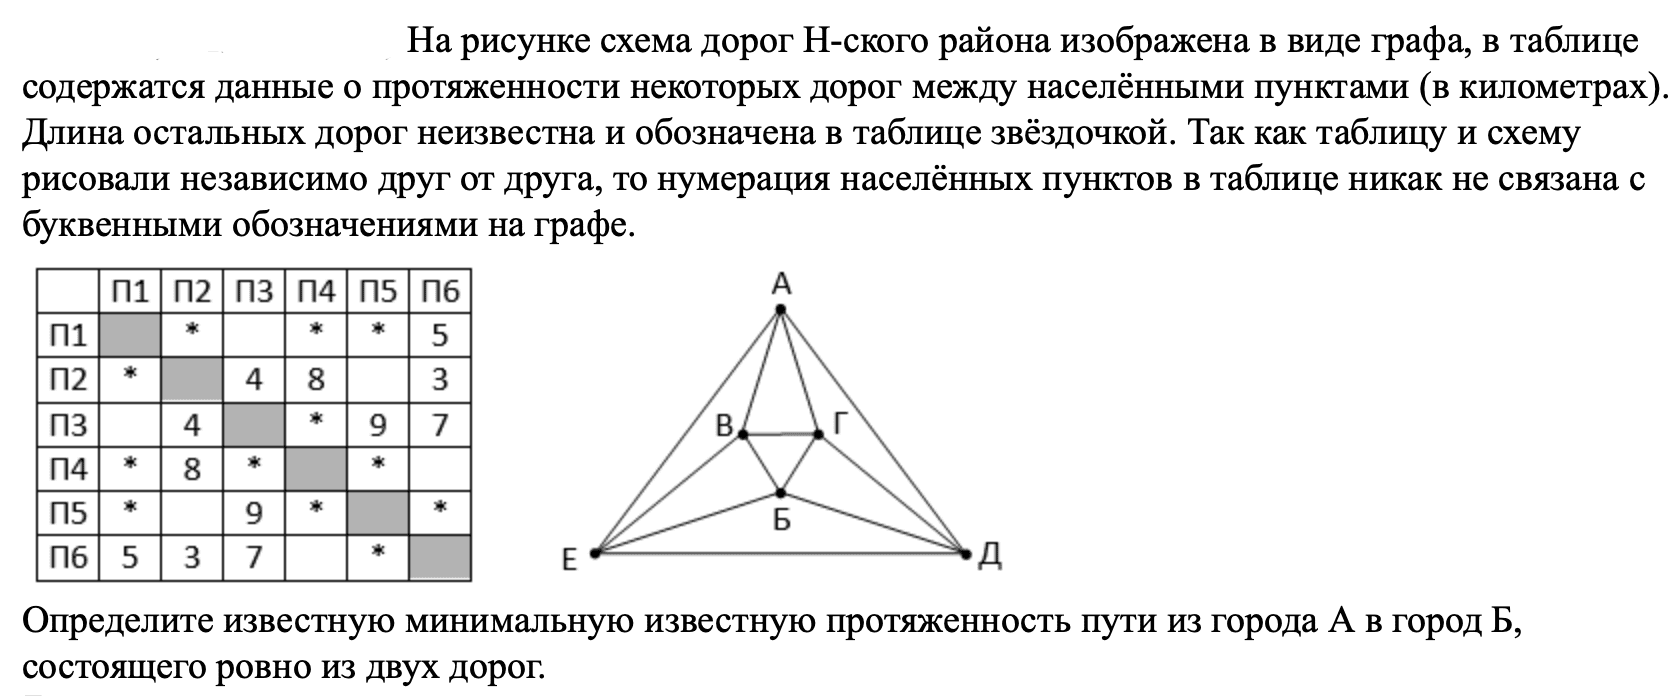 На рисунке схема дорог Н-ского района изображена в виде графа, в таблице
содержатся данные о протяженности некоторых дорог между населёнными пунктами (в километрах).
Длина остальных дорог неизвестна и обозначена в таблице звёздочкой. Так как таблицу и схему
рисовали независимо друг от друга, то нумерация населённых пунктов в таблице никак не связана с
буквенными обозначениями на графе.
П1 П2 П3 П4 П5 П6
П1 * * * 5
П2 * 4 8 3
П3 4 * 9 7
П4 * 8 * *
П5 * 9 * *
П6 5 3 7 *
А
В Г
Б
Е Д
Определите известную минимальную известную протяженность пути из города А в город Б,
состоящего ровно из двух дорог.